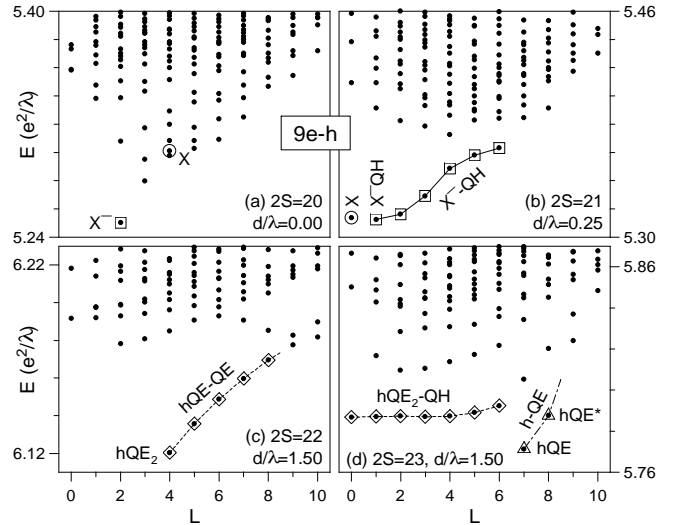 5.40
5.46
E (e²/λ)
9e-h
X
X⁻
(a) 2S=20
d/λ=0.00
5.24
X
X⁻QH
X⁻-QH
(b) 2S=21
d/λ=0.25
5.30
6.22
5.86
E (e²/λ)
hQE-QE
hQE₂
(c) 2S=22
d/λ=1.50
6.12
hQE₂-QH
h-QE
hQE*
hQE
(d) 2S=23, d/λ=1.50
5.76
0 2 4 6 8 10
0 2 4 6 8 10
L
L